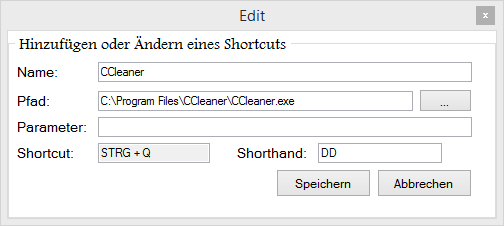 Edit
x
Hinzufügen oder Ändern eines Shortcuts
Name: CCleaner
Pfad: C:\Program Files\CCleaner\CCleaner.exe ...
Parameter:
Shortcut: STRG + Q Shorthand: DD
Speichern Abbrechen